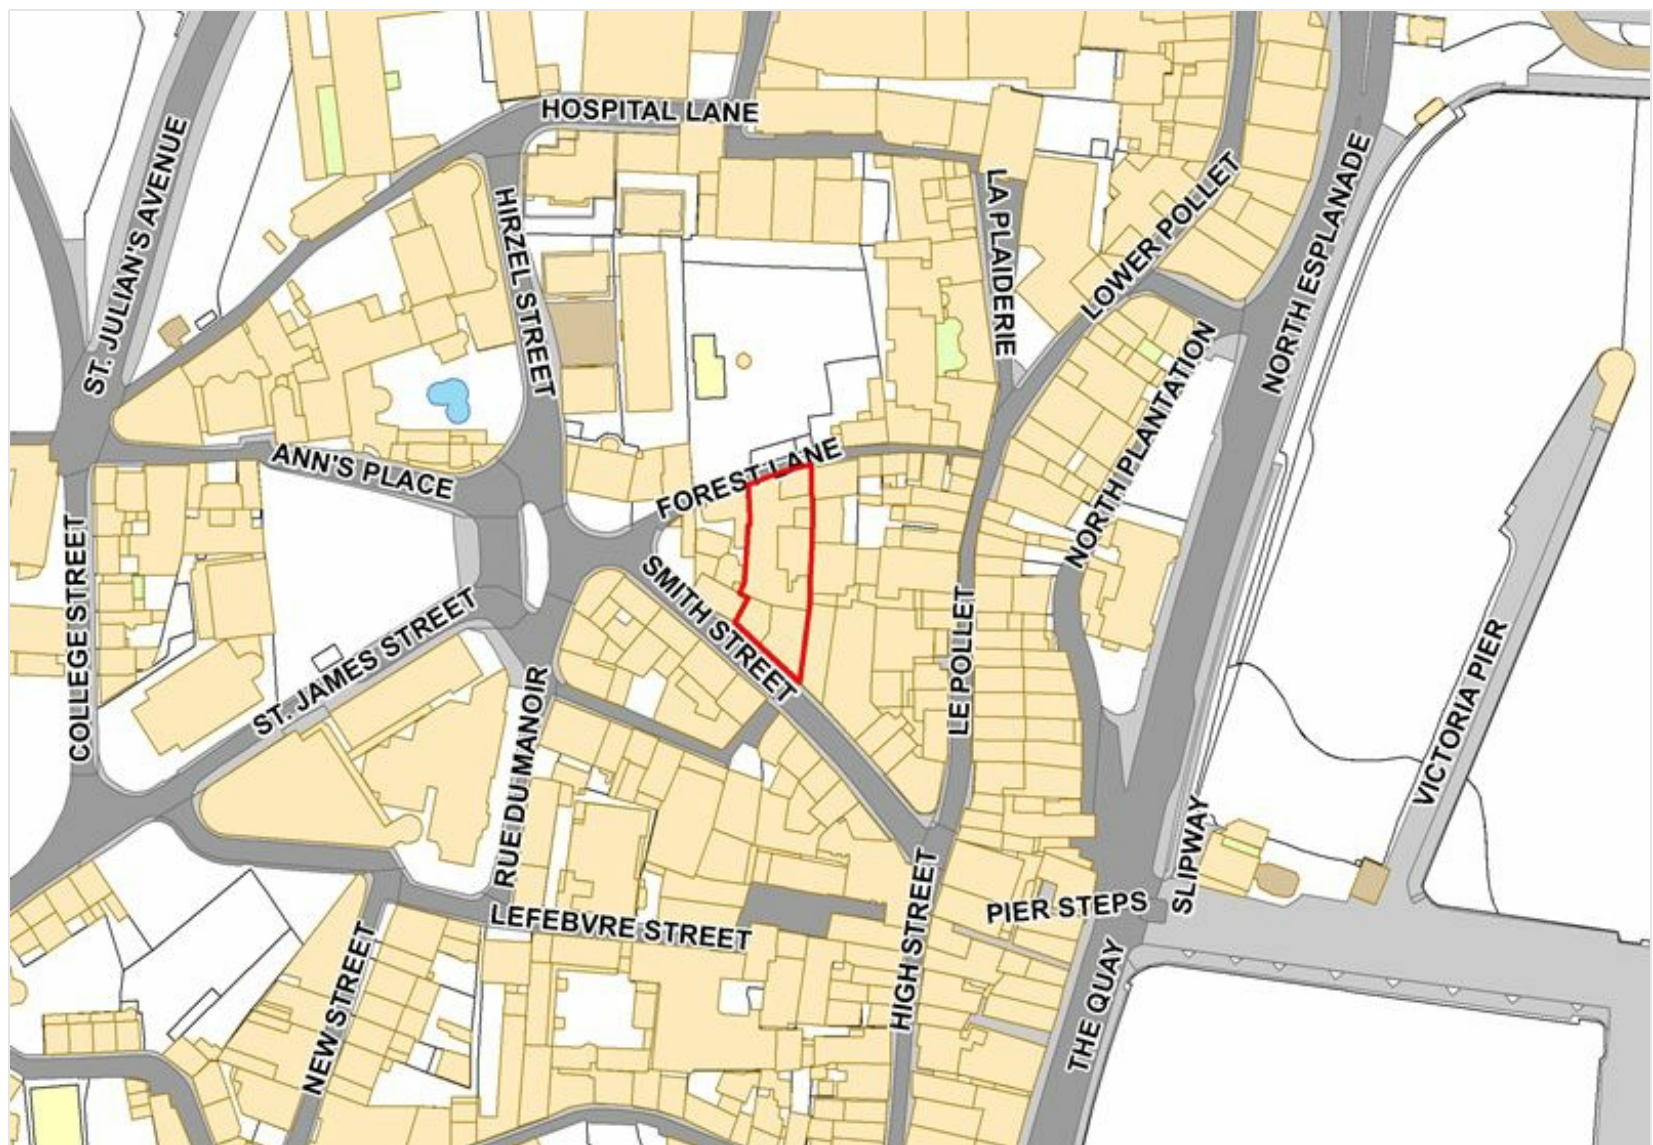 HOSPITAL LANE
ST. JULIAN'S AVENUE
HIRZEL STREET
LA PLAIDERIE
LOWER POLLET
NORTH ESPLANADE
ANN'S PLACE
FOREST LANE
NORTH PLANTATION
COLLEGE STREET
ST. JAMES STREET
SMITH STREET
LE POLLET
RUE DU MANOIR
VICTORIA PIER
SLIPWAY
LEFEBVRE STREET
HIGH STREET
PIER STEPS
NEW STREET
THE QUAY